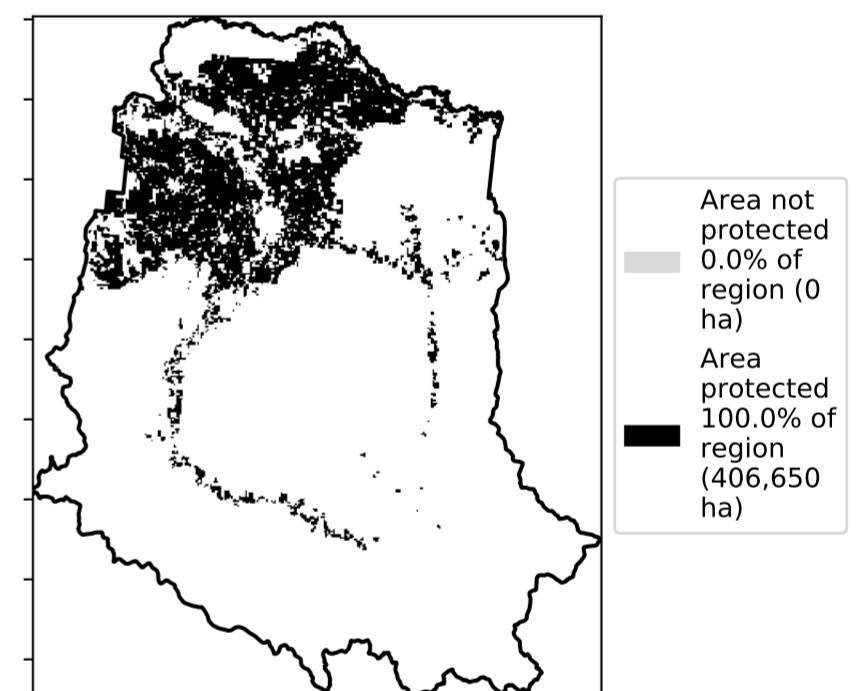 Area not
protected
0.0% of
region (0
ha)
Area
protected
100.0% of
region
(406,650
ha)